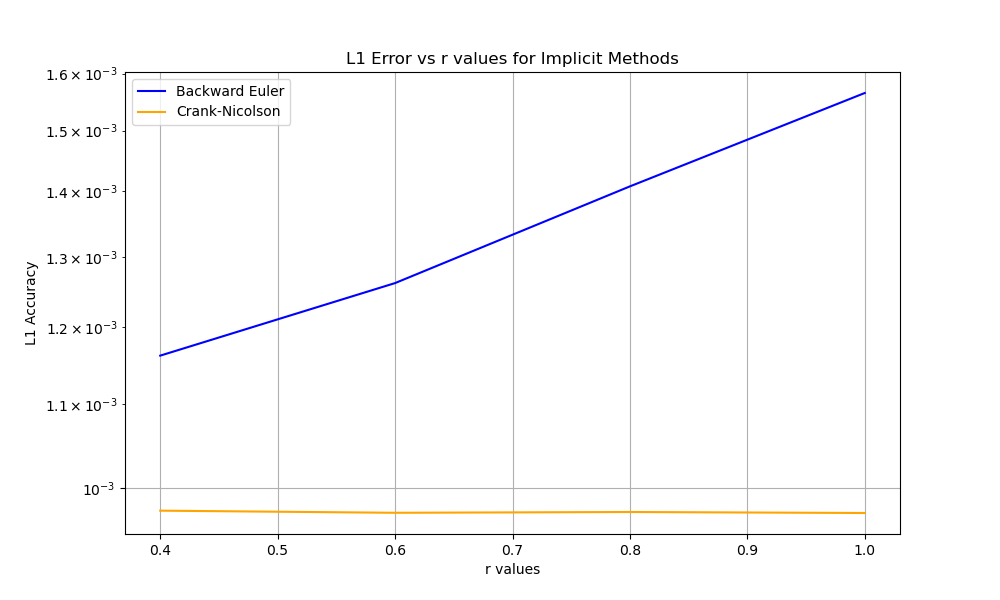 L1 Error vs r values for Implicit Methods
Backward Euler
Crank-Nicolson
L1 Accuracy
1.6 × 10⁻³
1.5 × 10⁻³
1.4 × 10⁻³
1.3 × 10⁻³
1.2 × 10⁻³
1.1 × 10⁻³
10⁻³
0.4 0.5 0.6 0.7 0.8 0.9 1.0
r values